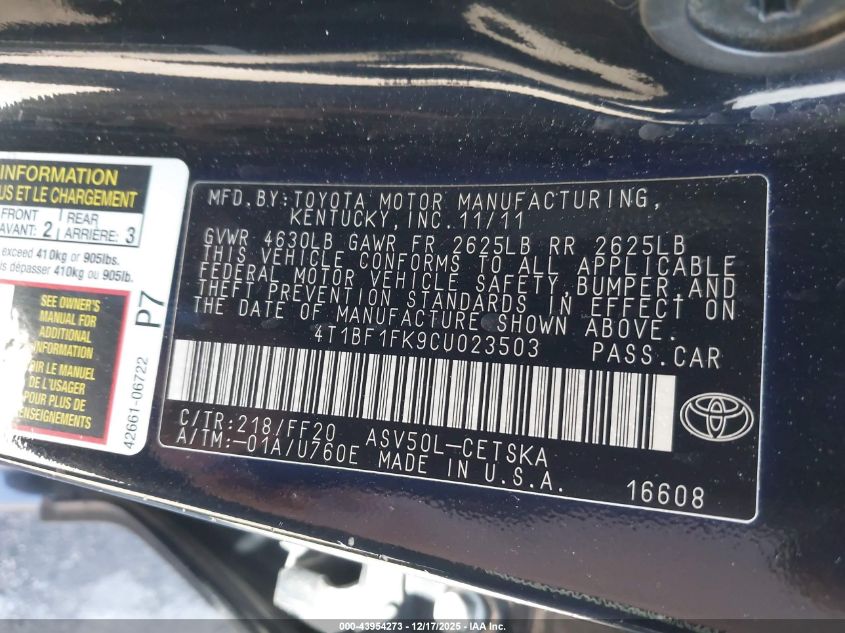 INFORMATION
US ET LE CHARGEMENT
FRONT
AVANT: 2
REAR
ARRIÈRE: 3
exceed 410kg or 905lbs.
dépasser 410kg ou 905lb.
SEE OWNER'S
MANUAL FOR
ADDITIONAL
INFORMATION
LE MANUEL
DE L'USAGER
POUR PLUS DE
RENSEIGNEMENTS
P7
42661-06722
MFD. BY: TOYOTA MOTOR MANUFACTURING,
KENTUCKY, INC. 11/11
GVWR 4630LB GAWR FR 2625LB RR 2625LB
THIS VEHICLE CONFORMS TO ALL APPLICABLE
FEDERAL MOTOR VEHICLE SAFETY, BUMPER, AND
THEFT PREVENTION STANDARDS IN EFFECT ON
THE DATE OF MANUFACTURE SHOWN ABOVE.
4T1BF1FK9CU023503 PASS.CAR
C/TR:218/FF20 ASV50L-CETSKA
A/TM:-01A/U760E MADE IN U.S.A.
16608
000-43954273 - 12/17/2025 - IAA, Inc.